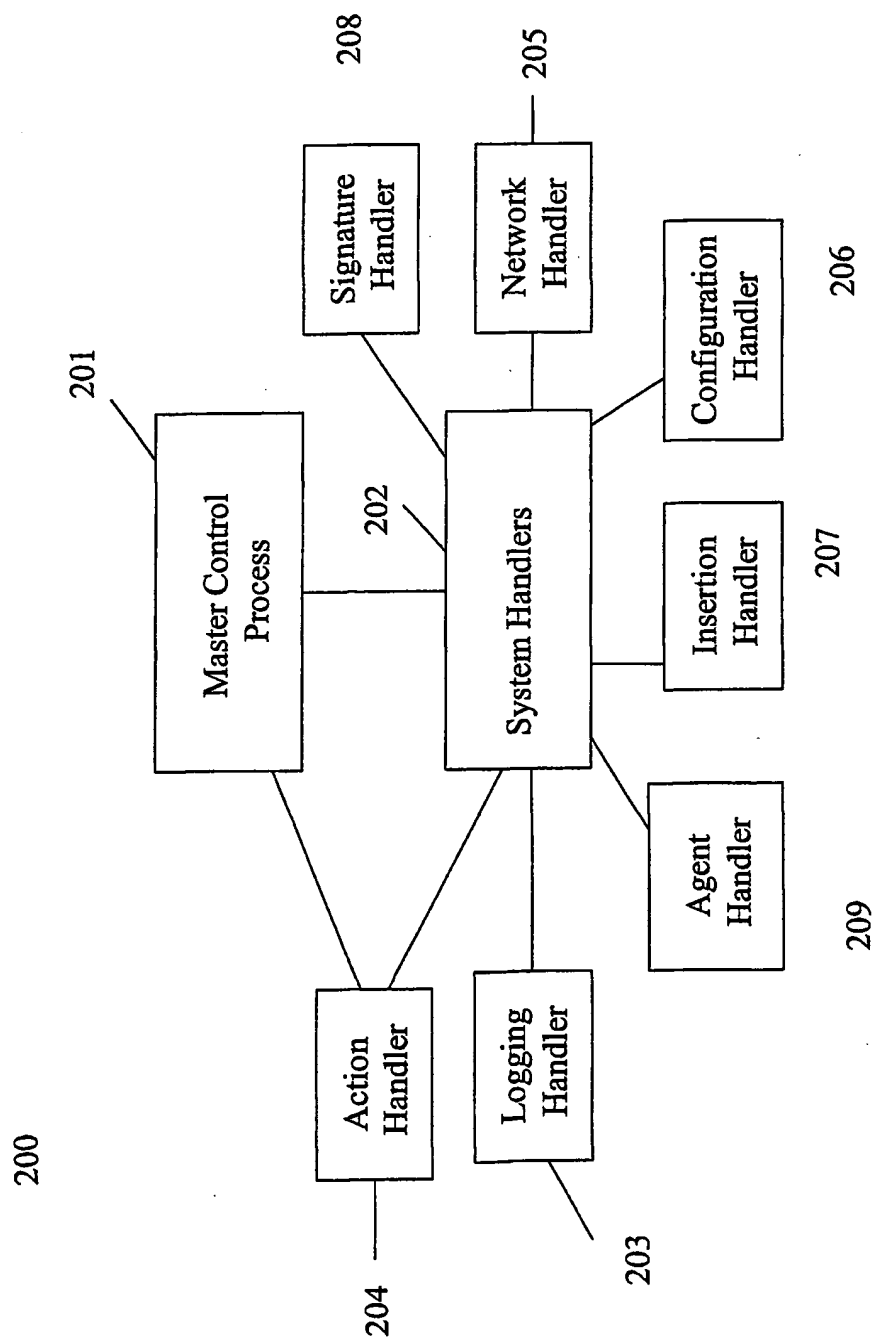 200
201
Master Control
Process
208
Signature
Handler
Action
Handler
204
202
System Handlers
205
Network
Handler
Logging
Handler
203
Agent
Handler
209
Insertion
Handler
207
Configuration
Handler
206